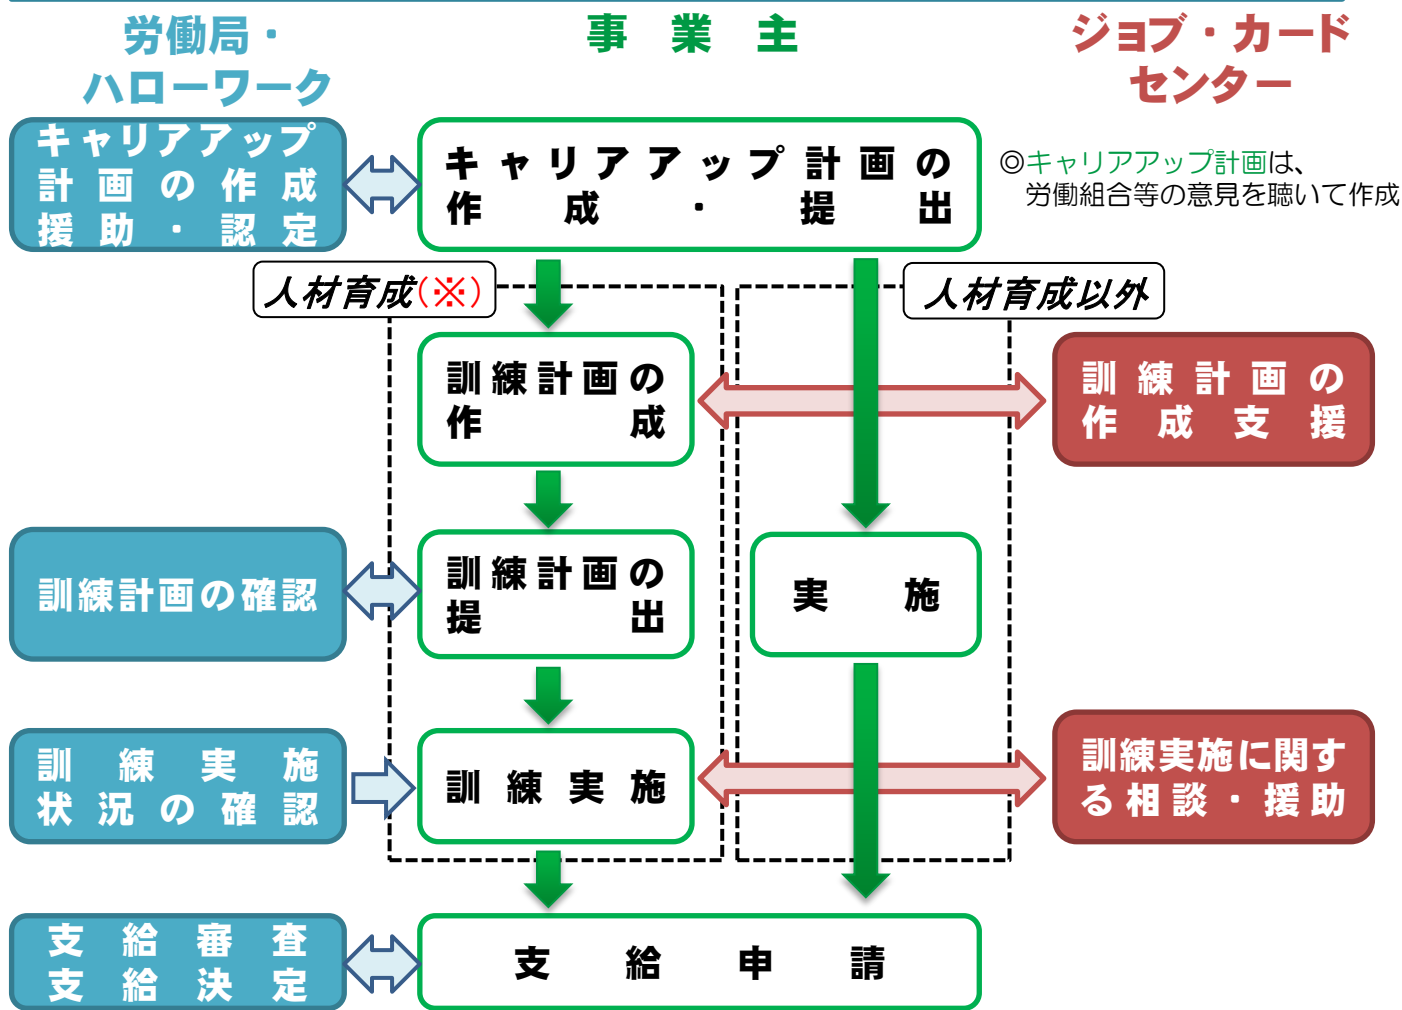 労働局・
ハローワーク
事業主
ジョブ・カード
センター
キャリアアップ
計画の作成
援助・認定
キャリアアップ計画の
作成・提出
◎キャリアアップ計画は、
労働組合等の意見を聴いて作成
人材育成(※)
人材育成以外
訓練計画の
作成
訓練計画の
作成支援
訓練計画の確認
訓練計画の
提出
実施
訓練実施
状況の確認
訓練実施
訓練実施に関す
る相談・援助
支給審査
支給決定
支給申請